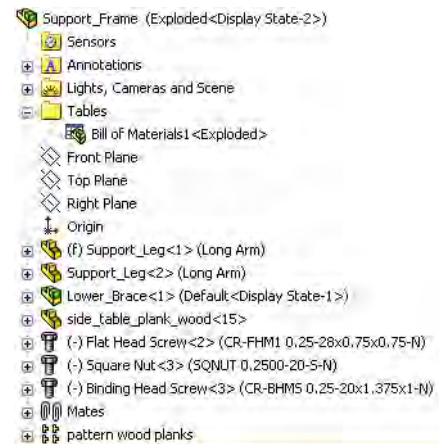 Support_Frame (Exploded<Display State-2>)
Sensors
Annotations
Lights, Cameras and Scene
Tables
Bill of Materials1<Exploded>
Front Plane
Top Plane
Right Plane
Origin
(f) Support_Leg<1> (Long Arm)
Support_Leg<2> (Long Arm)
Lower_Brace<1> (Default<Display State-1>)
side_table_plank_wood<15>
(-) Flat Head Screw<2> (CR-FHM1 0.25-28x0.75x0.75-N)
(-) Square Nut<3> (SQNUT 0.2500-20-S-N)
(-) Binding Head Screw<3> (CR-BHMS 0.25-20x1.375x1-N)
Mates
pattern wood planks